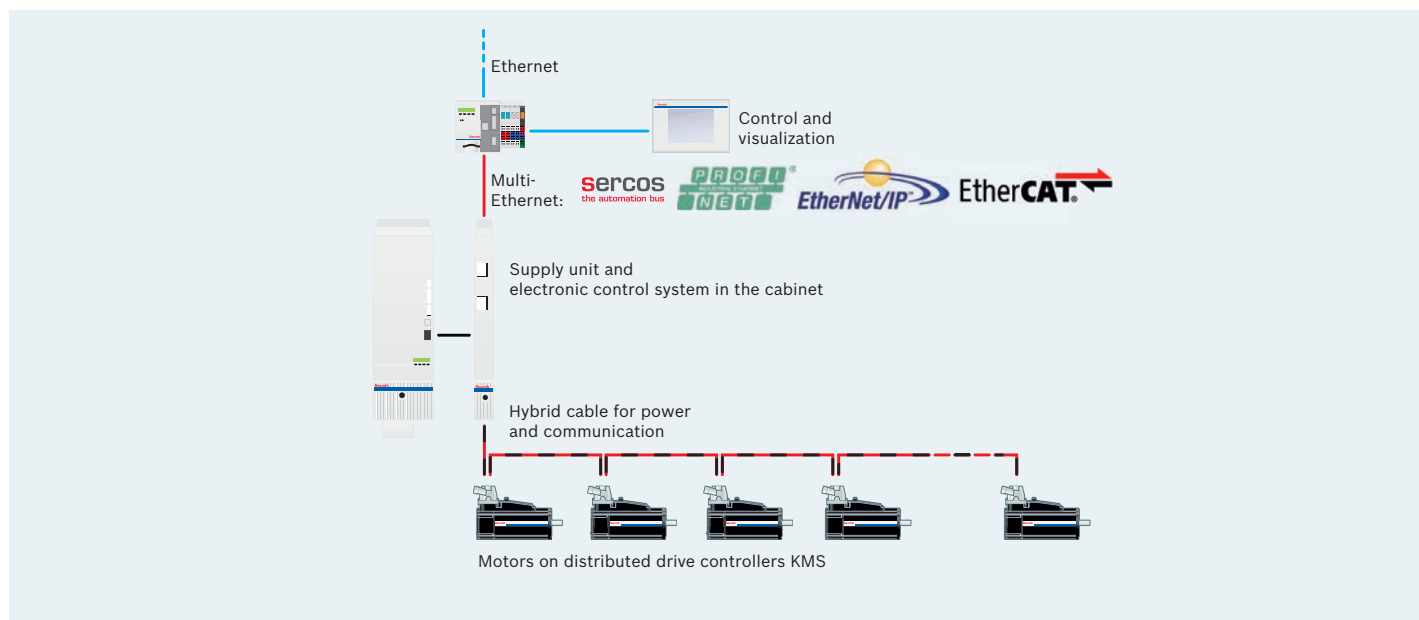 Ethernet
Control and
visualization
Multi-
Ethernet:
sercos
the automation bus
PROFI
NET
EtherNet/IP
EtherCAT
Supply unit and
electronic control system in the cabinet
Hybrid cable for power
and communication
Motors on distributed drive controllers KMS